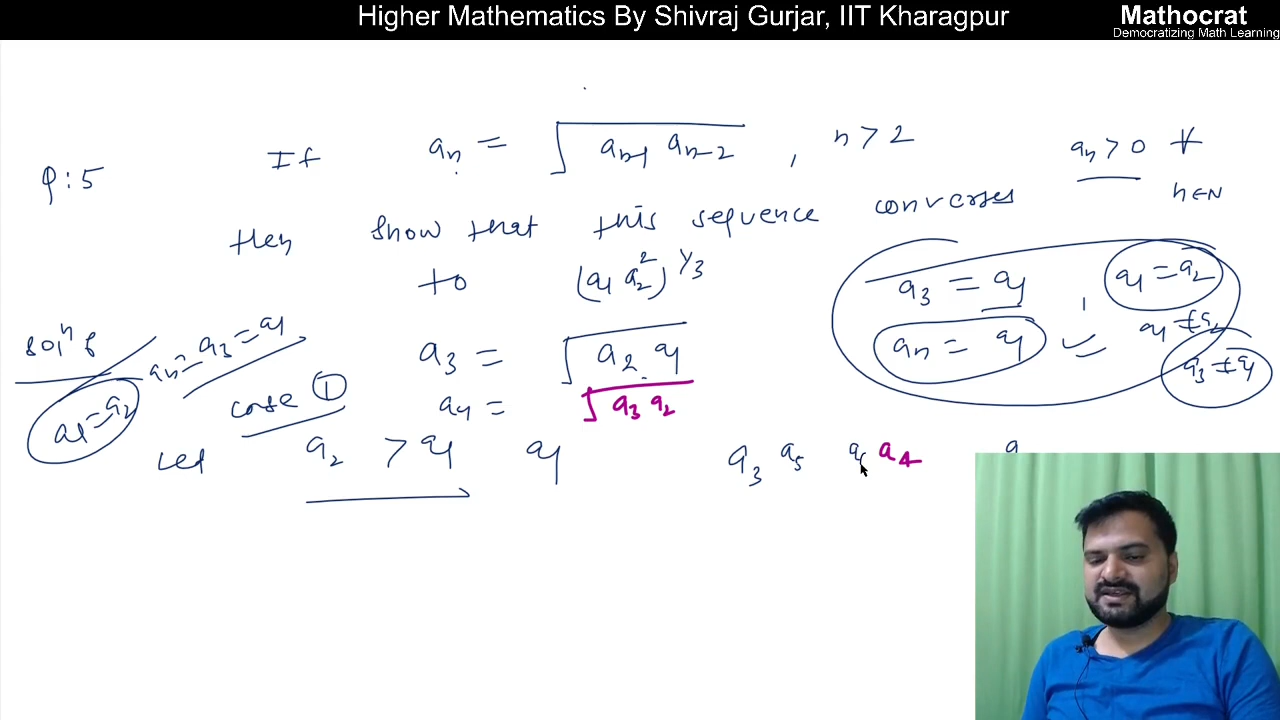 Higher Mathematics By Shivraj Gurjar, IIT Kharagpur
Mathocrat
Democratizing Math Learning
Q:5 If aₙ = √(aₙ₋₁ aₙ₋₂) , n > 2 aₙ > 0 ∀ n∈N
then show that this sequence converges
to (a₁ a₂²)^1/3
a₃ = a₁ , a₁ = a₂
aₙ = a₁ a₁ ≠ a₂
a₃ ≠ a₁
solⁿ: a₃ = √(a₂ a₁)
aₙ = a₃ = a₁
a₁ = a₂
case ①
a₄ = √(a₃ a₂)
Let a₂ > a₁ a₁ a₃ a₅ a₆ a₄